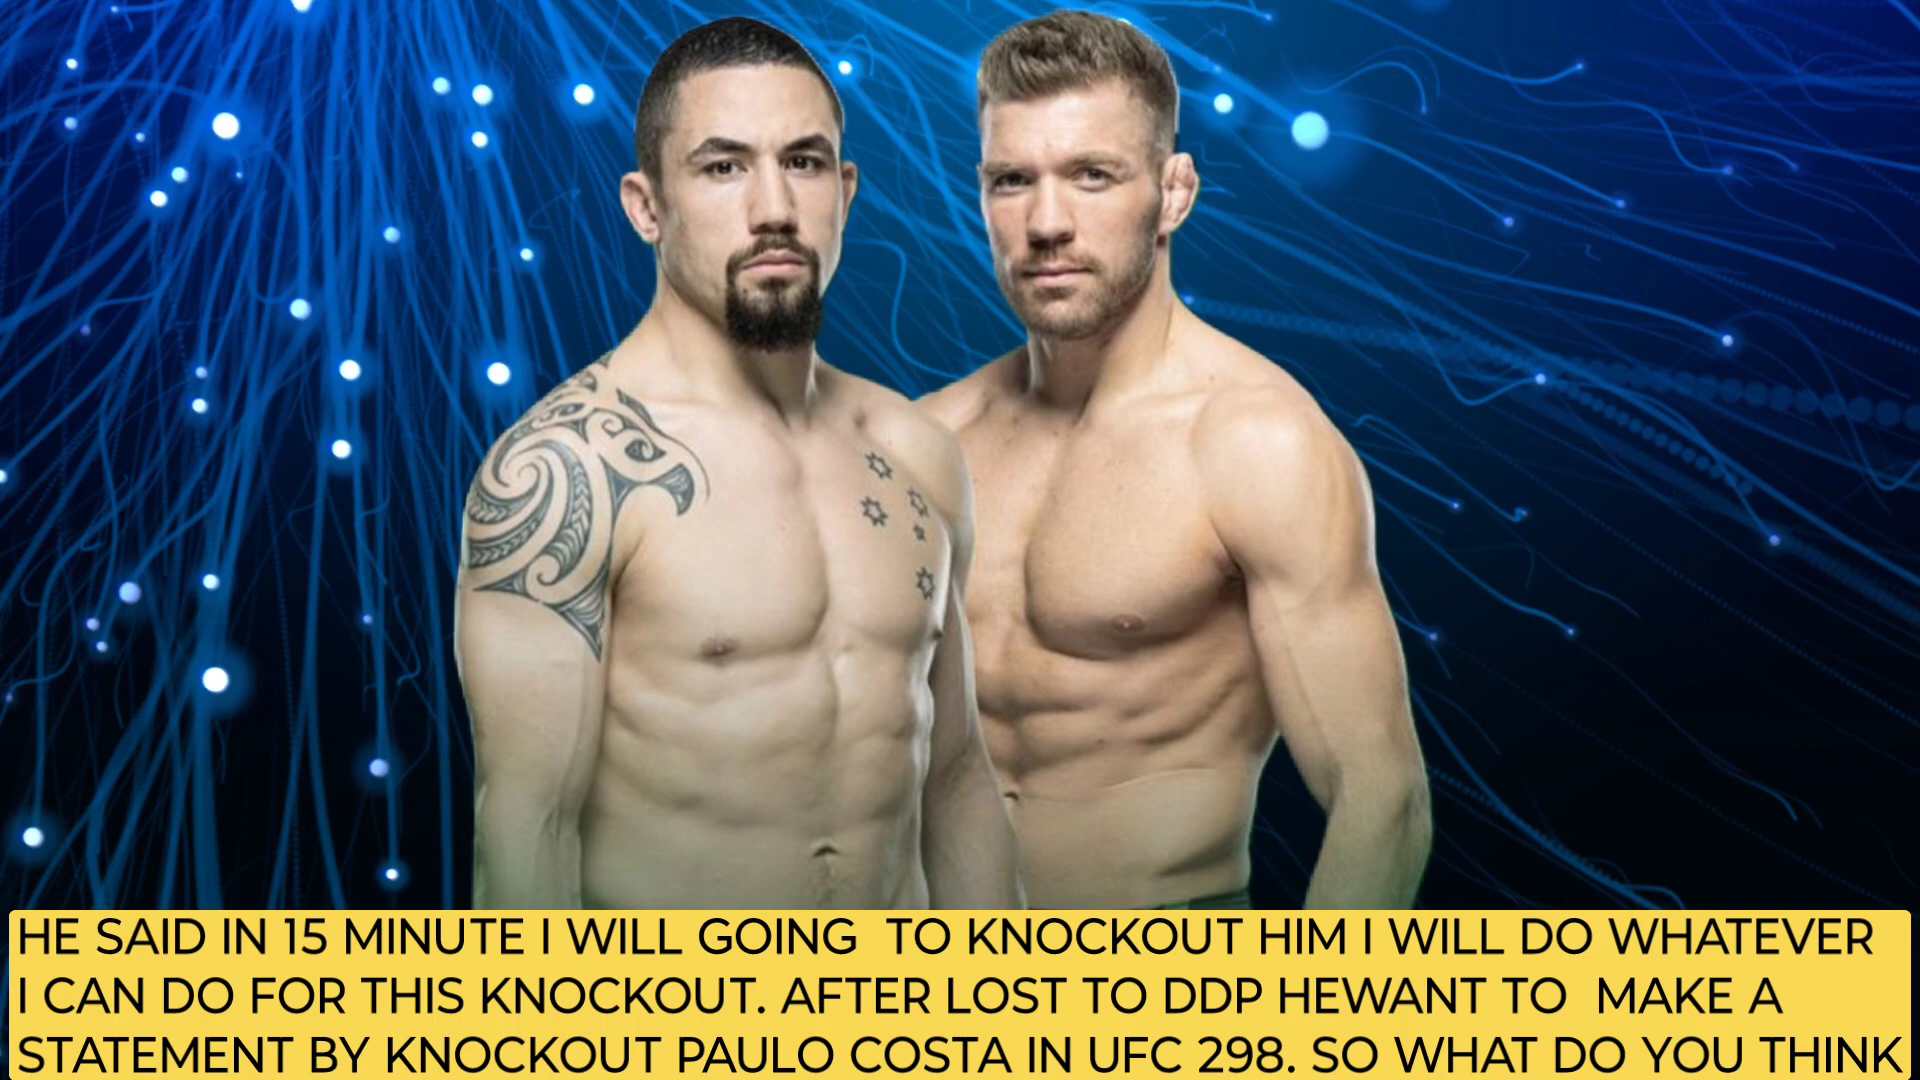 HE SAID IN 15 MINUTE I WILL GOING TO KNOCKOUT HIM I WILL DO WHATEVER
I CAN DO FOR THIS KNOCKOUT. AFTER LOST TO DDP HEWANT TO MAKE A
STATEMENT BY KNOCKOUT PAULO COSTA IN UFC 298. SO WHAT DO YOU THINK